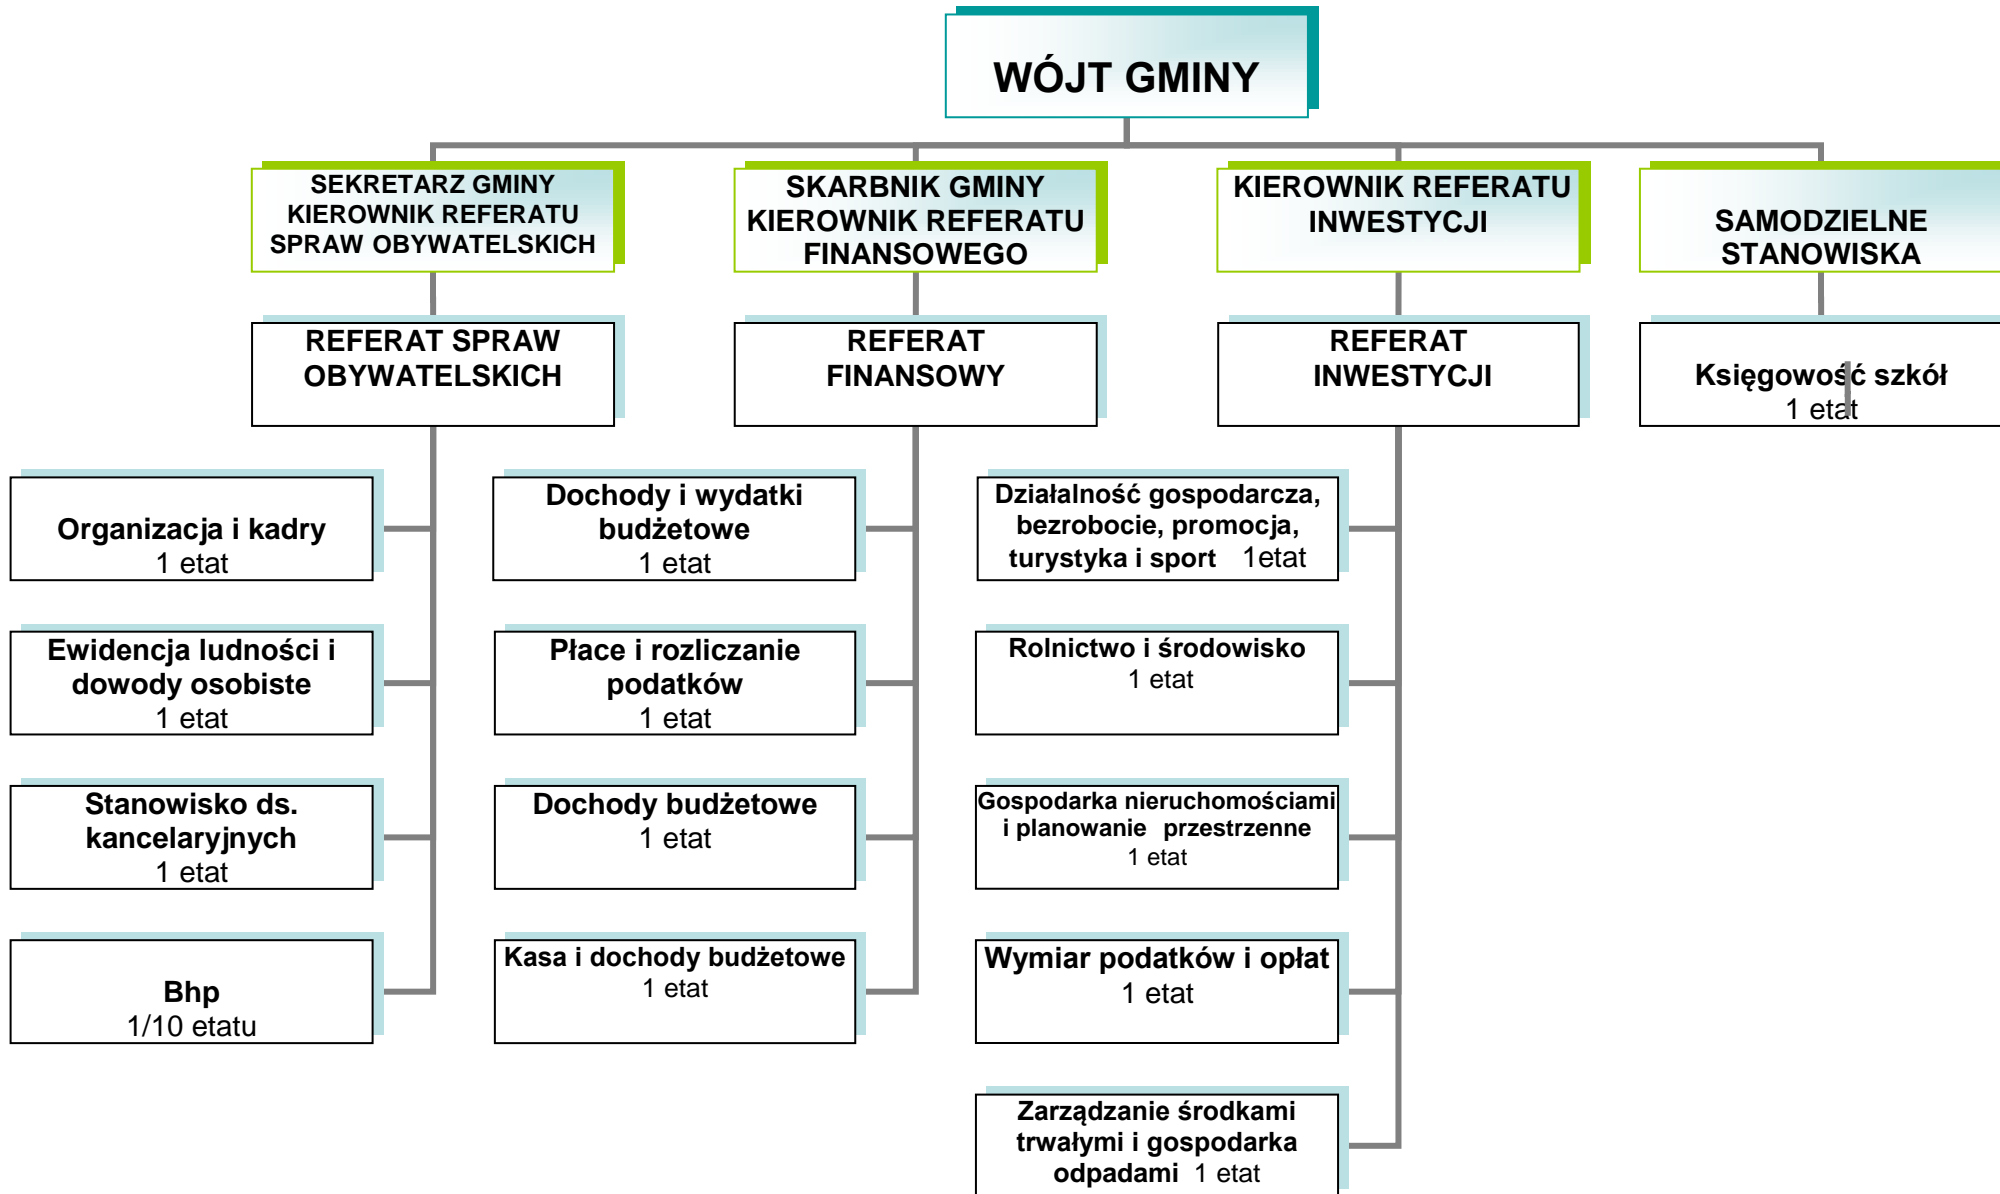 WÓJT GMINY
SEKRETARZ GMINY
KIEROWNIK REFERATU
SPRAW OBYWATELSKICH
SKARBNIK GMINY
KIEROWNIK REFERATU
FINANSOWEGO
KIEROWNIK REFERATU
INWESTYCJI
SAMODZIELNE
STANOWISKA
REFERAT SPRAW
OBYWATELSKICH
REFERAT
FINANSOWY
REFERAT
INWESTYCJI
Księgowość szkół
1 etat
Organizacja i kadry
1 etat
Dochody i wydatki
budżetowe
1 etat
Działalność gospodarcza,
bezrobocie, promocja,
turystyka i sport 1etat
Ewidencja ludności i
dowody osobiste
1 etat
Płace i rozliczanie
podatków
1 etat
Rolnictwo i środowisko
1 etat
Stanowisko ds.
kancelaryjnych
1 etat
Dochody budżetowe
1 etat
Gospodarka nieruchomościami
i planowanie przestrzenne
1 etat
Bhp
1/10 etatu
Kasa i dochody budżetowe
1 etat
Wymiar podatków i opłat
1 etat
Zarządzanie środkami
trwałymi i gospodarka
odpadami 1 etat